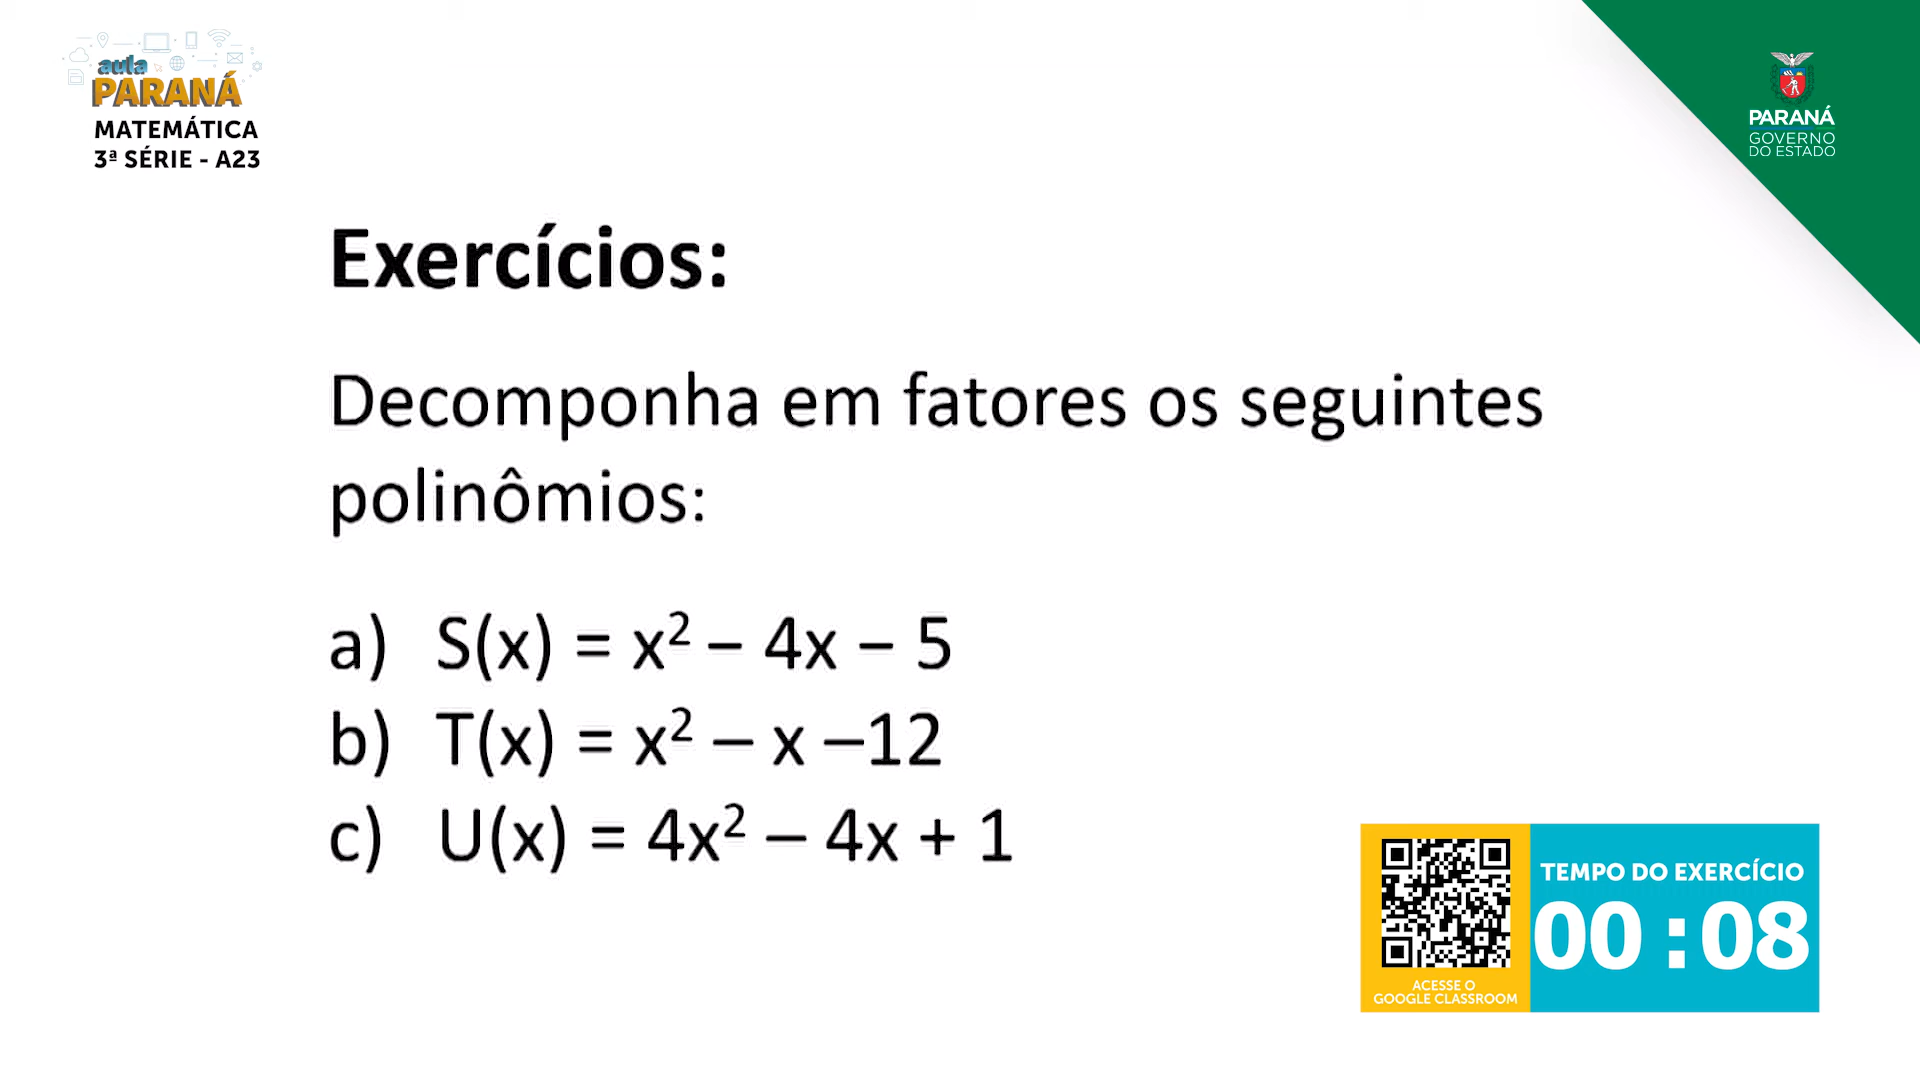 aula
PARANÁ
MATEMÁTICA
3ª SÉRIE - A23
PARANÁ
GOVERNO
DO ESTADO
Exercícios:
Decomponha em fatores os seguintes
polinômios:
a) S(x) = x² – 4x – 5
b) T(x) = x² – x –12
c) U(x) = 4x² – 4x + 1
ACESSE O
GOOGLE CLASSROOM
TEMPO DO EXERCÍCIO
00 : 08